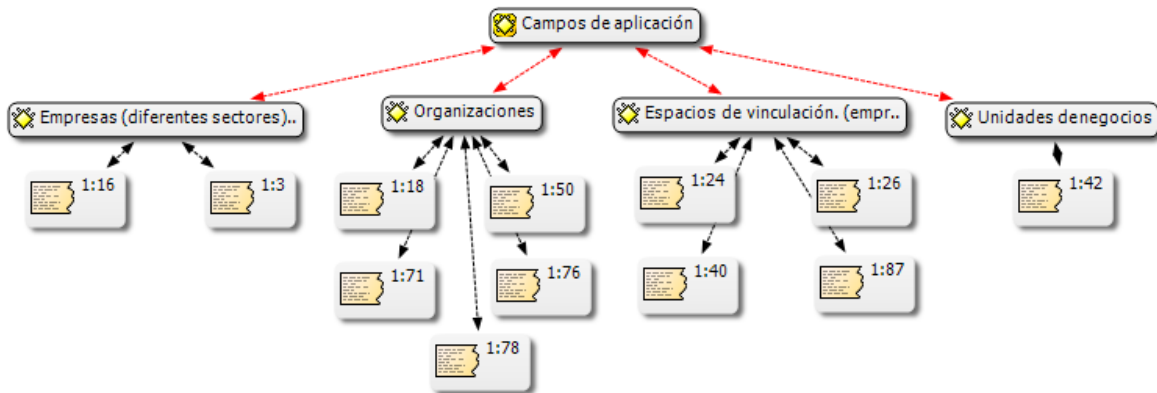 Campos de aplicación
Empresas (diferentes sectores)..
Organizaciones
Espacios de vinculación. (empr..
Unidades denegocios
1:16
1:3
1:18
1:50
1:24
1:26
1:42
1:71
1:76
1:40
1:87
1:78